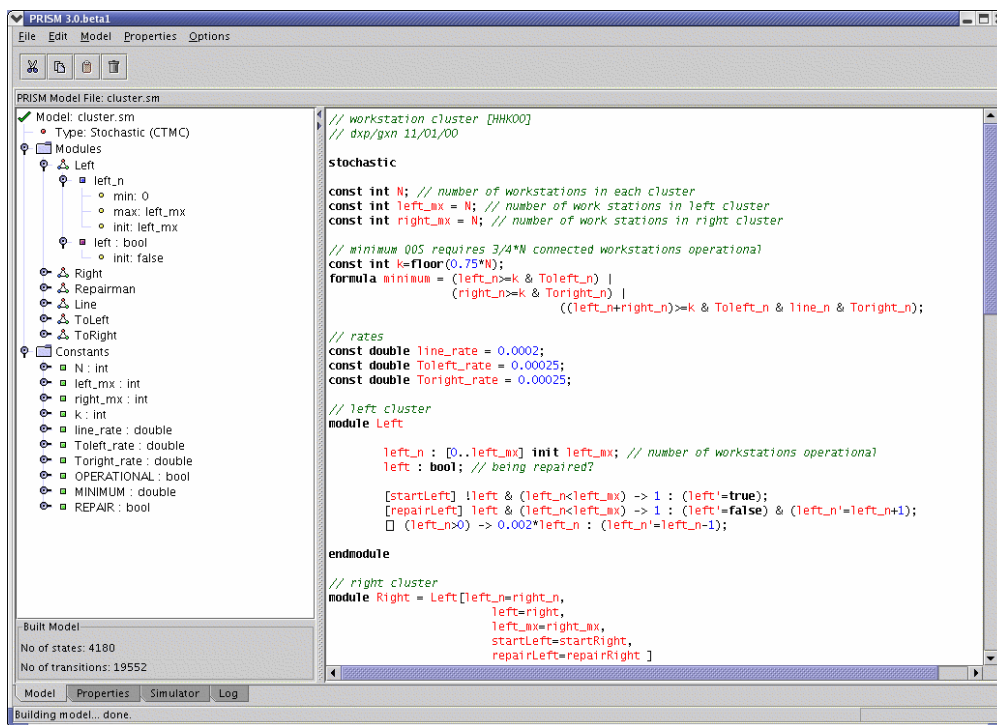 PRISM 3.0.beta1
File Edit Model Properties Options
PRISM Model File: cluster.sm
Model: cluster.sm
Type: Stochastic (CTMC)
Modules
Left
left_n
min: 0
max: left_mx
init: left_mx
left : bool
init: false
Right
Repairman
Line
ToLeft
ToRight
Constants
N : int
left_mx : int
right_mx : int
k : int
line_rate : double
Toleft_rate : double
Toright_rate : double
OPERATIONAL : bool
MINIMUM : double
REPAIR : bool
Built Model
No of states: 4180
No of transitions: 19552
// workstation cluster [HHK00]
// dxp/gxn 11/01/00
stochastic
const int N; // number of workstations in each cluster
const int left_mx = N; // number of work stations in left cluster
const int right_mx = N; // number of work stations in right cluster
// minimum QOS requires 3/4*N connected workstations operational
const int k=floor(0.75*N);
formula minimum = (left_n>=k & Toleft_n) |
(right_n>=k & Toright_n) |
((left_n+right_n)>=k & Toleft_n & line_n & Toright_n);
// rates
const double line_rate = 0.0002;
const double Toleft_rate = 0.00025;
const double Toright_rate = 0.00025;
// left cluster
module Left
left_n : [0..left_mx] init left_mx; // number of workstations operational
left : bool; // being repaired?
[startLeft] !left & (left_n<left_mx) -> 1 : (left'=true);
[repairLeft] left & (left_n<left_mx) -> 1 : (left'=false) & (left_n'=left_n+1);
[] (left_n>0) -> 0.002*left_n : (left_n'=left_n-1);
endmodule
// right cluster
module Right = Left[left_n=right_n,
left=right,
left_mx=right_mx,
startLeft=startRight,
repairLeft=repairRight ]
Model Properties Simulator Log
Building model... done.